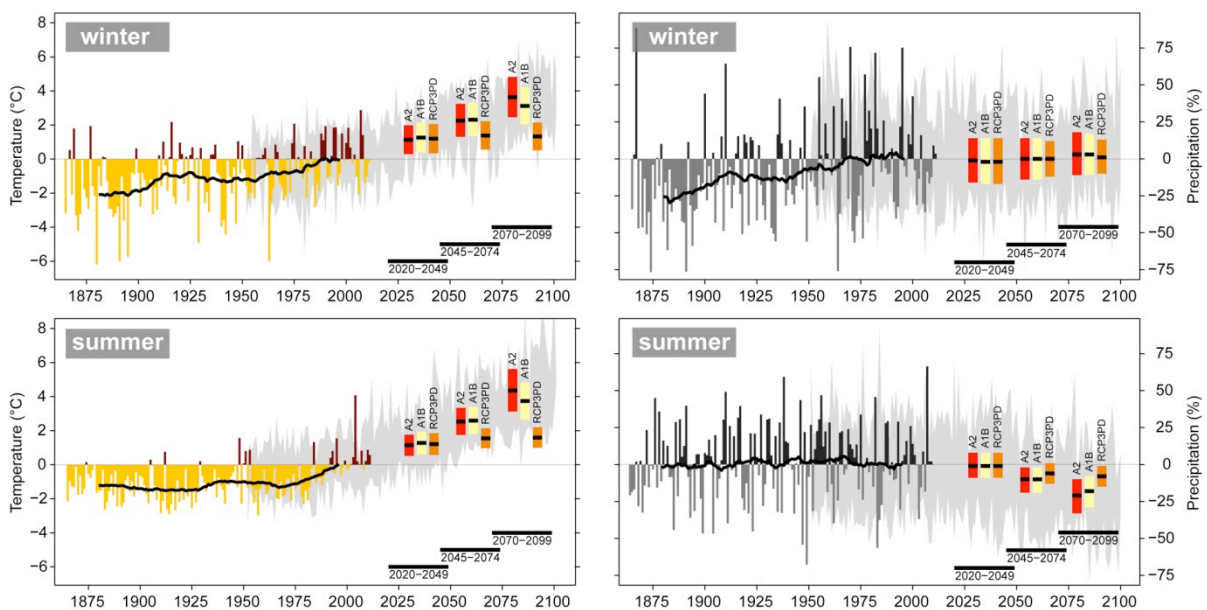 winter
Temperature (°C)
8
6
4
2
0
−2
−4
−6
A2
A1B
RCP3PD
A2
A1B
RCP3PD
A2
A1B
RCP3PD
2070−2099
2045−2074
2020−2049
1875 1900 1925 1950 1975 2000 2025 2050 2075 2100
winter
Precipitation (%)
75
50
25
0
−25
−50
−75
A2
A1B
RCP3PD
A2
A1B
RCP3PD
A2
A1B
RCP3PD
2070−2099
2045−2074
2020−2049
1875 1900 1925 1950 1975 2000 2025 2050 2075 2100
summer
Temperature (°C)
8
6
4
2
0
−2
−4
−6
A2
A1B
RCP3PD
A2
A1B
RCP3PD
A2
A1B
RCP3PD
2070−2099
2045−2074
2020−2049
1875 1900 1925 1950 1975 2000 2025 2050 2075 2100
summer
Precipitation (%)
75
50
25
0
−25
−50
−75
A2
A1B
RCP3PD
A2
A1B
RCP3PD
A2
A1B
RCP3PD
2070−2099
2045−2074
2020−2049
1875 1900 1925 1950 1975 2000 2025 2050 2075 2100